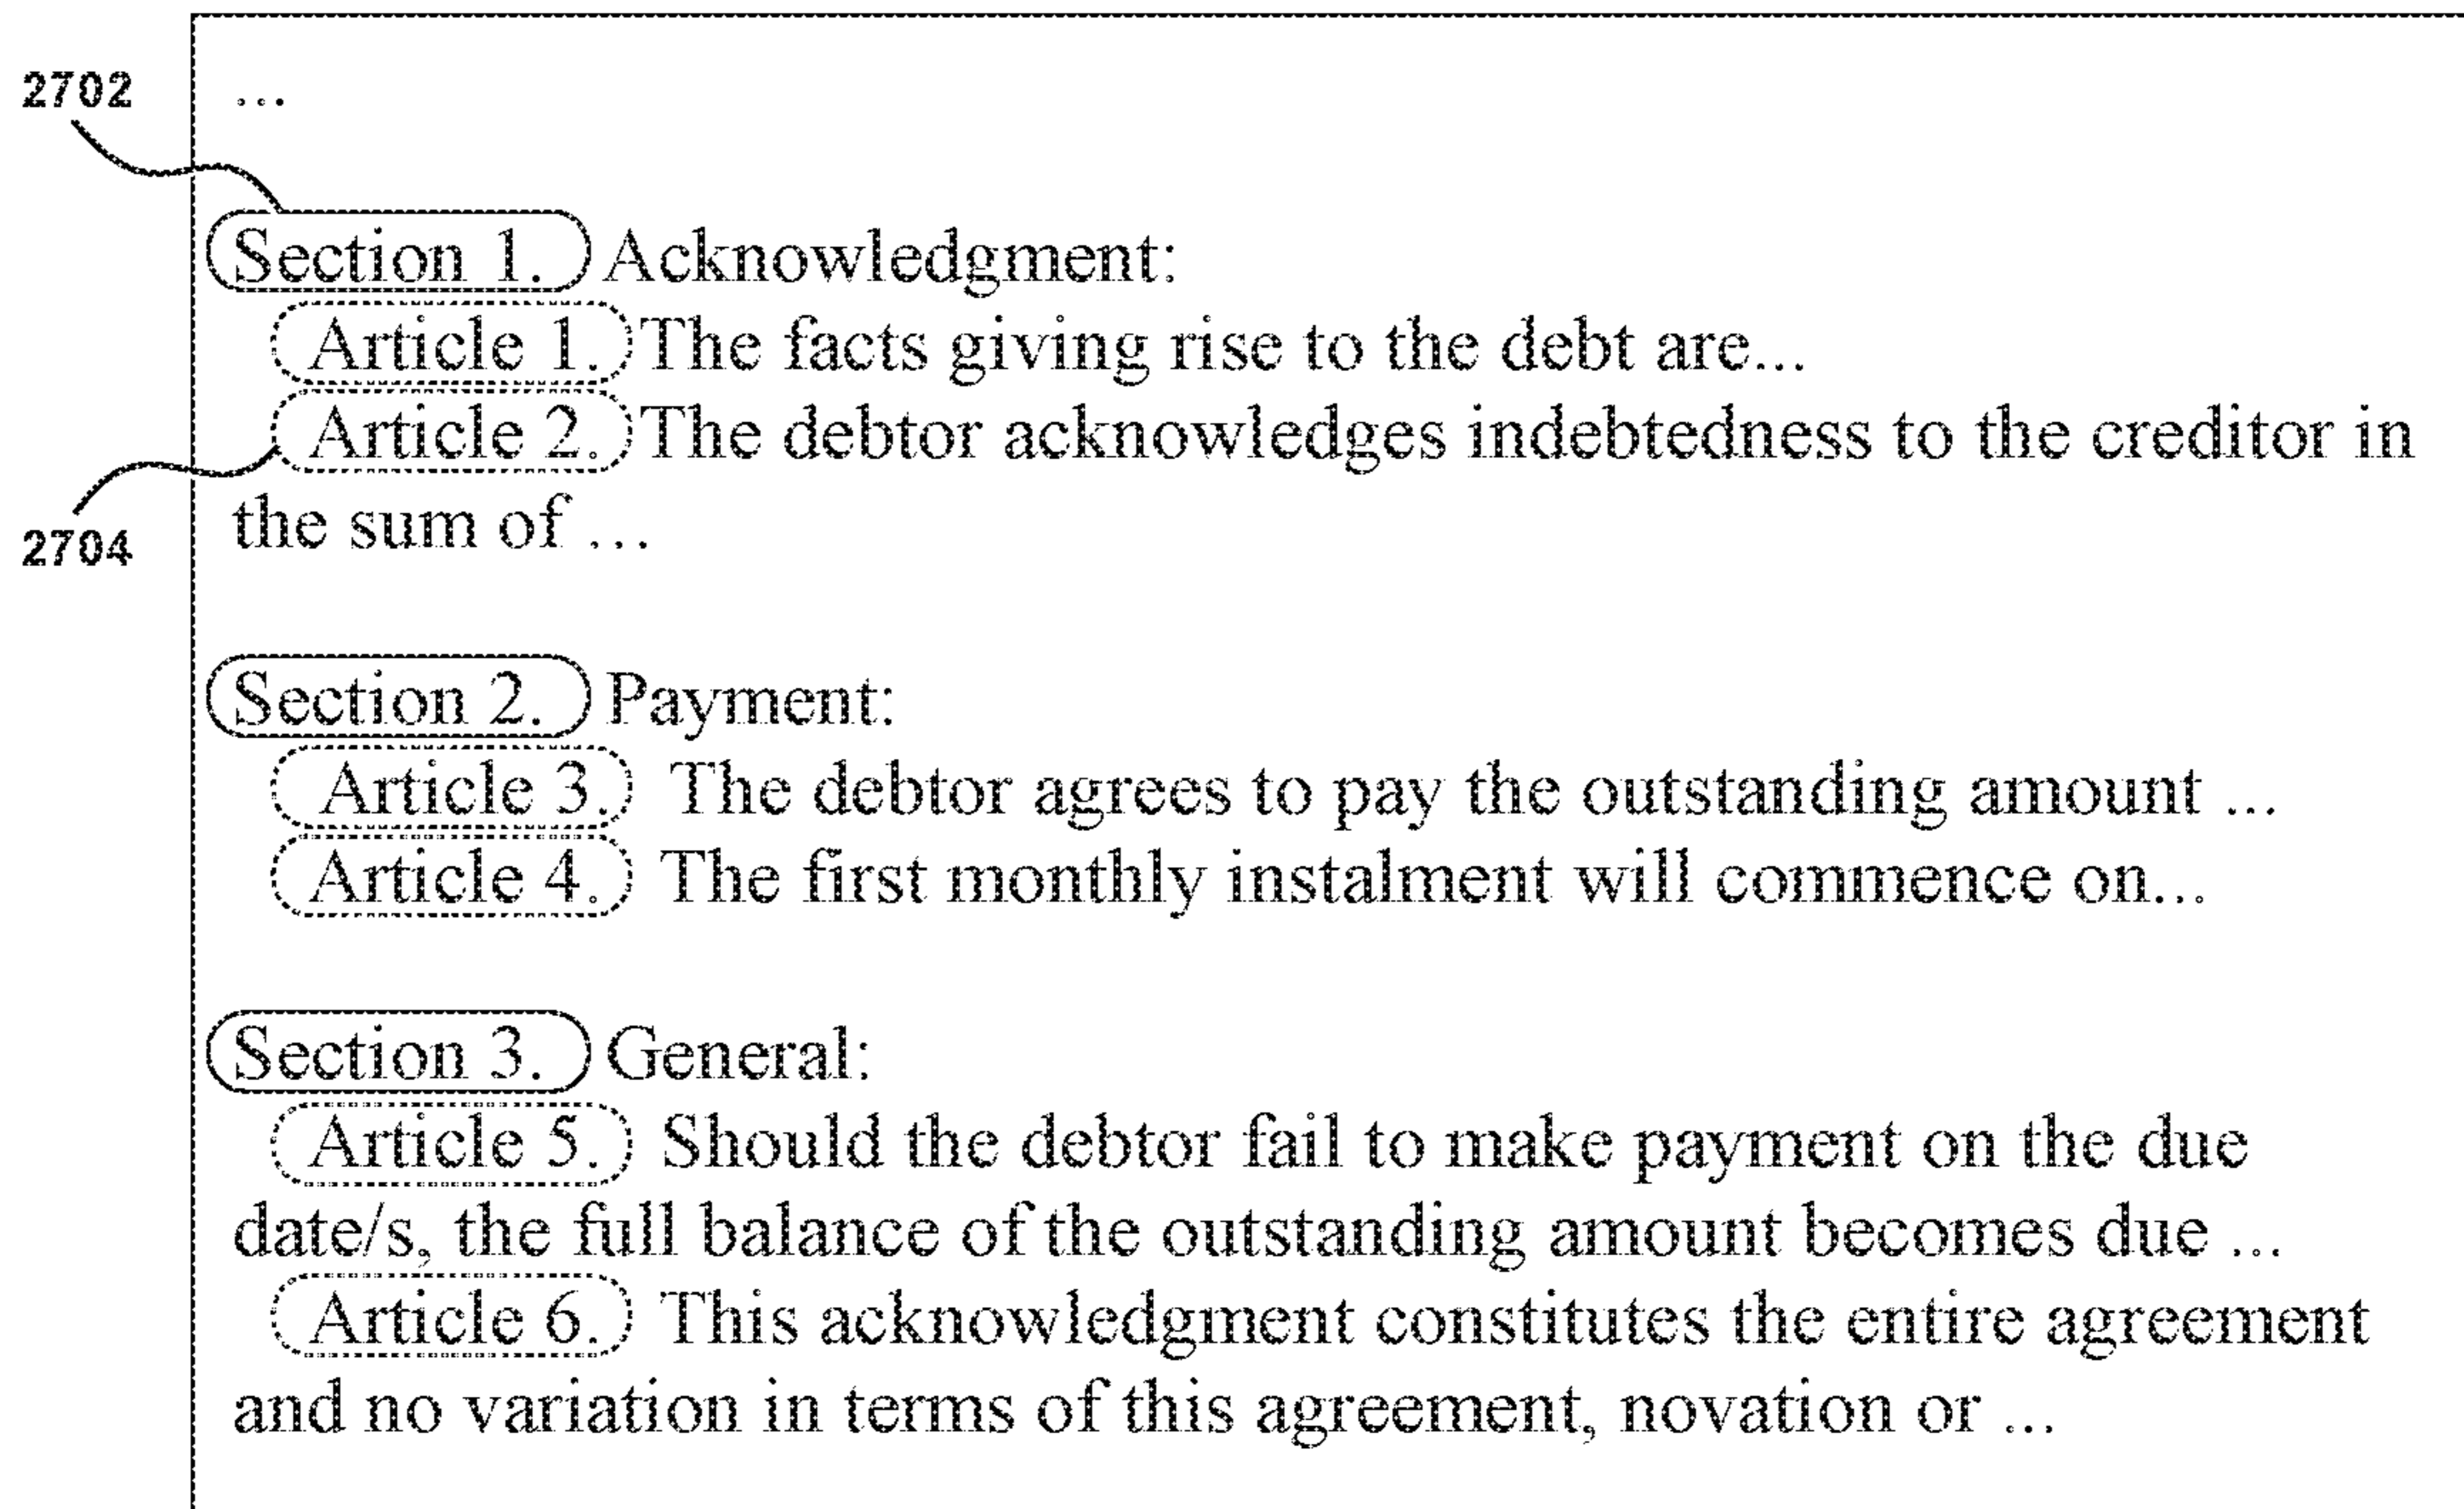 2702
...
Section 1. Acknowledgment:
Article 1. The facts giving rise to the debt are...
Article 2. The debtor acknowledges indebtedness to the creditor in
the sum of ...
2704
Section 2. Payment:
Article 3. The debtor agrees to pay the outstanding amount ...
Article 4. The first monthly instalment will commence on...
Section 3. General:
Article 5. Should the debtor fail to make payment on the due
date/s, the full balance of the outstanding amount becomes due ...
Article 6. This acknowledgment constitutes the entire agreement
and no variation in terms of this agreement, novation or ...